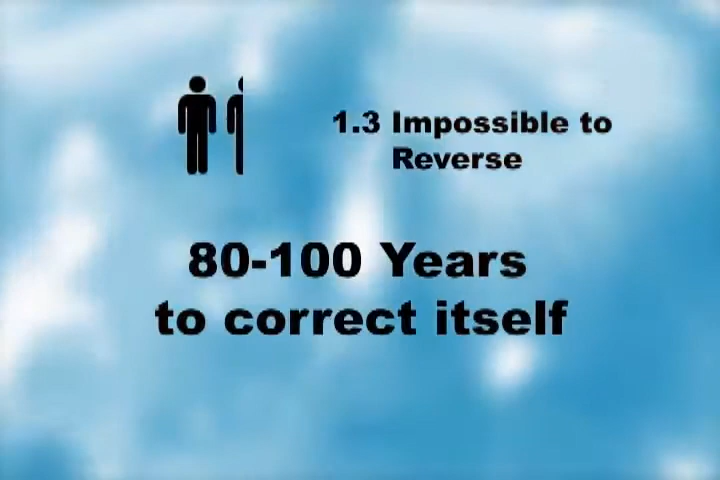 1.3 Impossible to
Reverse
80-100 Years
to correct itself